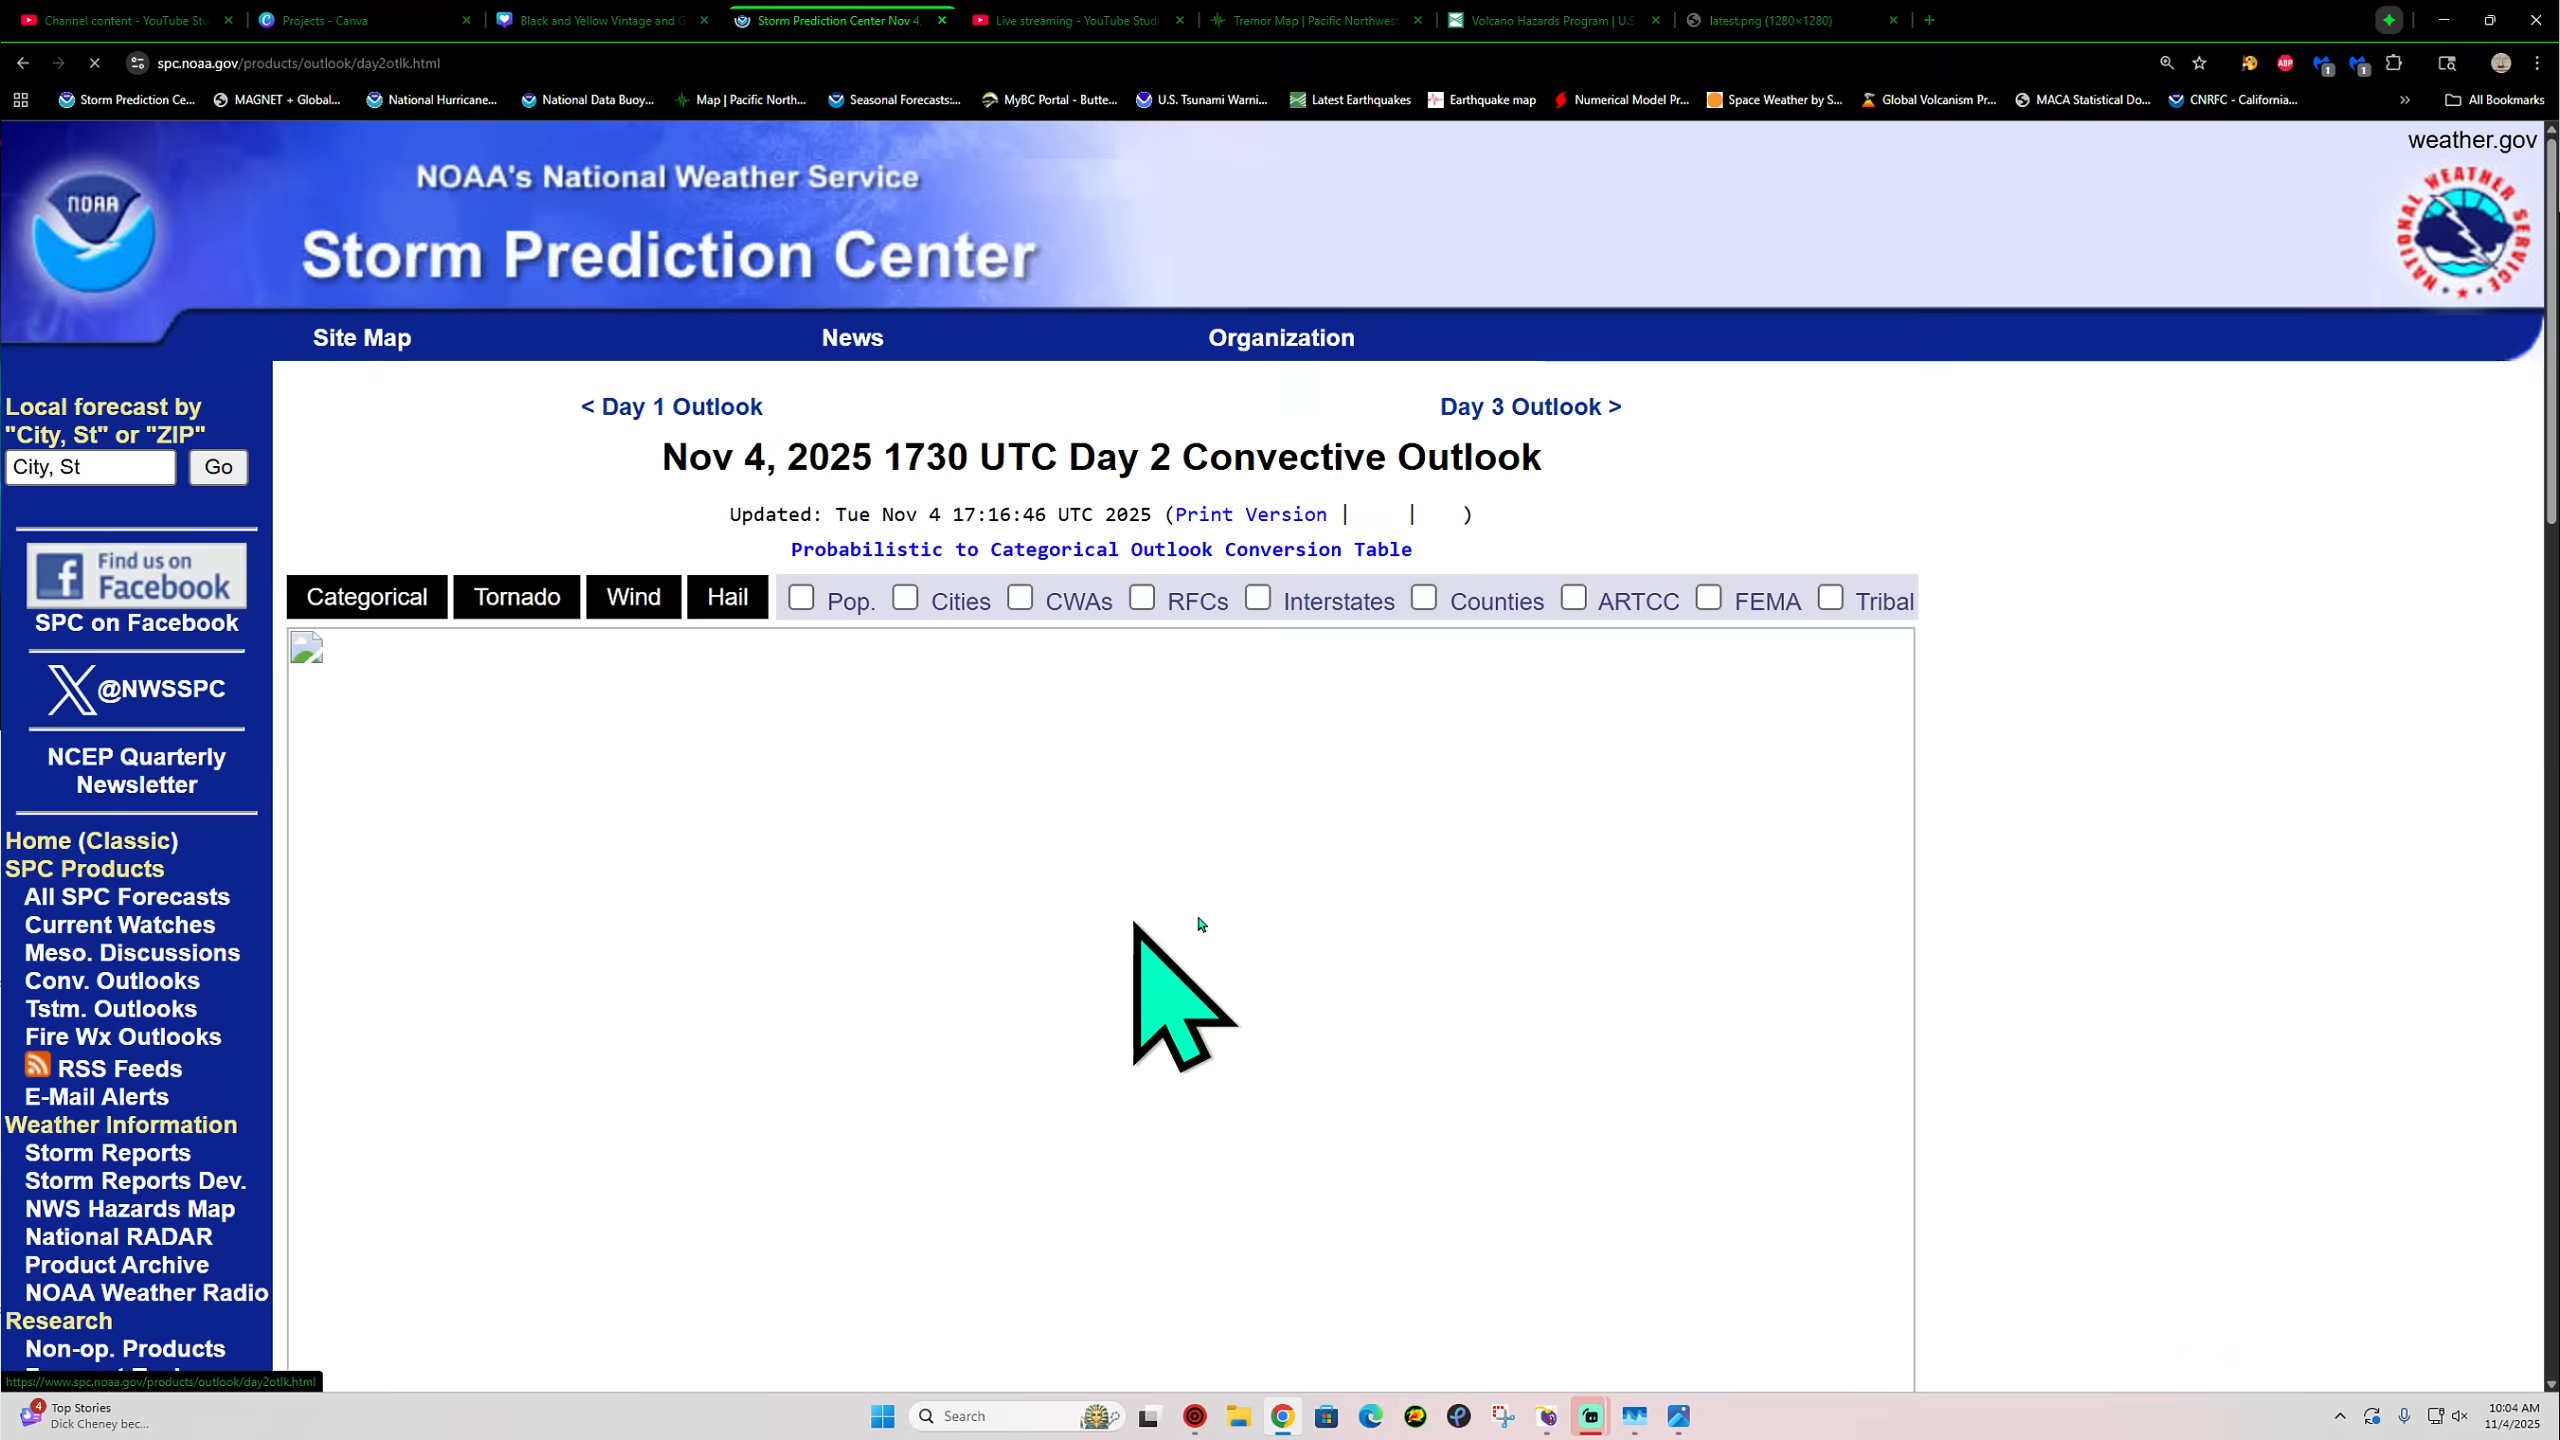 Channel content - YouTube Stu
Projects - Canva
Black and Yellow Vintage and G
Storm Prediction Center Nov 4,
Live streaming - YouTube Studi
Tremor Map | Pacific Northwes
Volcano Hazards Program | U.S
latest.png (1280×1280)
spc.noaa.gov/products/outlook/day2otlk.html
Storm Prediction Ce...
MAGNET + Global...
National Hurricane...
National Data Buoy...
Map | Pacific North...
Seasonal Forecasts:...
MyBC Portal - Butte...
U.S. Tsunami Warni...
Latest Earthquakes
Earthquake map
Numerical Model Pr...
Space Weather by S...
Global Volcanism Pr...
MACA Statistical Do...
CNRFC - California...
All Bookmarks
weather.gov
NOAA
NOAA's National Weather Service
Storm Prediction Center
NATIONAL WEATHER SERVICE
Site Map News Organization
Local forecast by
"City, St" or "ZIP"
City, St Go
Find us on
Facebook
SPC on Facebook
@NWSSPC
NCEP Quarterly
Newsletter
Home (Classic)
SPC Products
All SPC Forecasts
Current Watches
Meso. Discussions
Conv. Outlooks
Tstm. Outlooks
Fire Wx Outlooks
RSS Feeds
E-Mail Alerts
Weather Information
Storm Reports
Storm Reports Dev.
NWS Hazards Map
National RADAR
Product Archive
NOAA Weather Radio
Research
Non-op. Products
< Day 1 Outlook Day 3 Outlook >
Nov 4, 2025 1730 UTC Day 2 Convective Outlook
Updated: Tue Nov 4 17:16:46 UTC 2025 (Print Version | | )
Probabilistic to Categorical Outlook Conversion Table
Categorical Tornado Wind Hail Pop. Cities CWAs RFCs Interstates Counties ARTCC FEMA Tribal
https://www.spc.noaa.gov/products/outlook/day2otlk.html
4
Top Stories
Dick Cheney bec...
Search
10:04 AM
11/4/2025